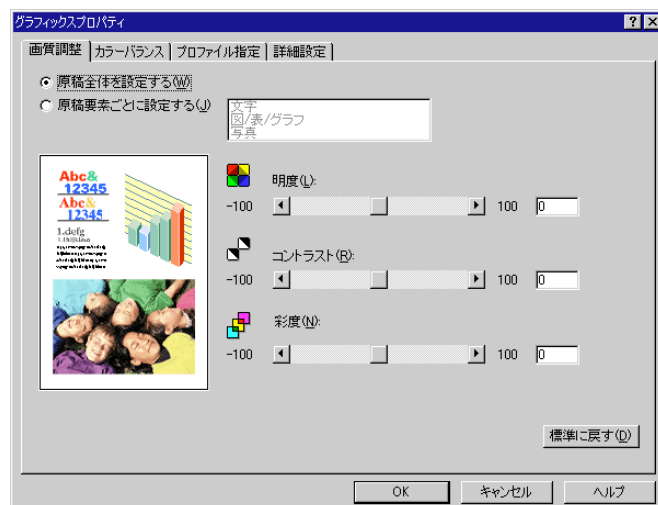 グラフィックスプロパティ
画質調整 カラーバランス プロファイル指定 詳細設定
原稿全体を設定する(W)
原稿要素ごとに設定する(J)
文字
図/表/グラフ
写真
Abc&
12345
Abc&
12345
1.defg
明度(L):
-100 100 0
コントラスト(R):
-100 100 0
彩度(N):
-100 100 0
標準に戻す(D)
OK キャンセル ヘルプ